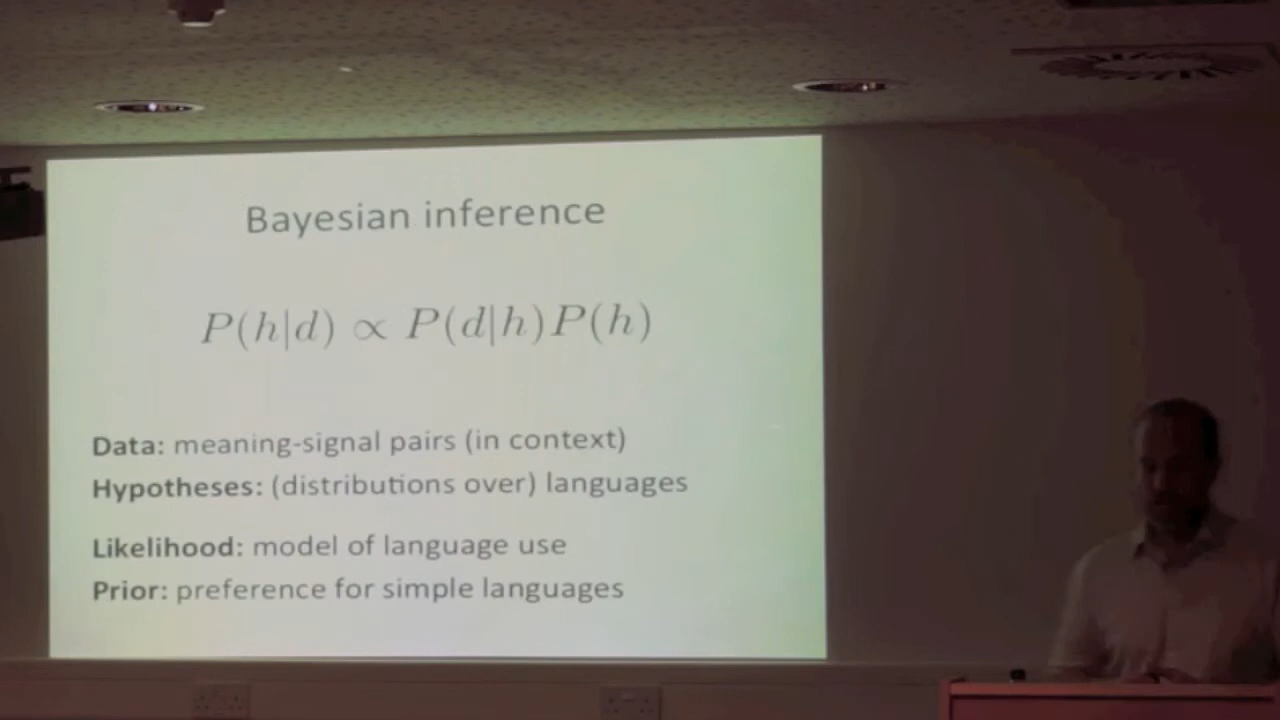 Bayesian inference
P(h|d) ∝ P(d|h)P(h)
Data: meaning-signal pairs (in context)
Hypotheses: (distributions over) languages
Likelihood: model of language use
Prior: preference for simple languages